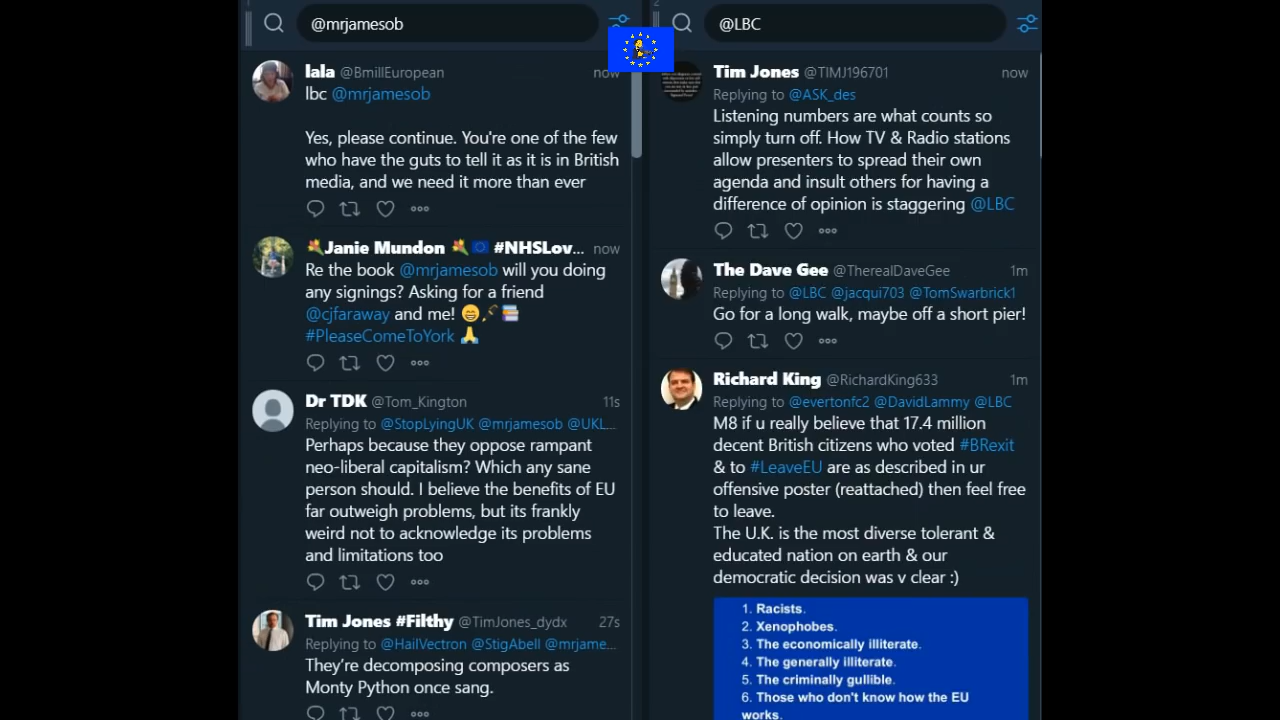 1
@mrjamesob
lala @BmillEuropean now
lbc @mrjamesob
Yes, please continue. You're one of the few
who have the guts to tell it as it is in British
media, and we need it more than ever
💐Janie Mundon 💐🇪🇺 #NHSLov... now
Re the book @mrjamesob will you doing
any signings? Asking for a friend
@cjfaraway and me! 😁🖋📚
#PleaseComeToYork 🙏
Dr TDK @Tom_Kington 11s
Replying to @StopLyingUK @mrjamesob @UKL...
Perhaps because they oppose rampant
neo-liberal capitalism? Which any sane
person should. I believe the benefits of EU
far outweigh problems, but its frankly
weird not to acknowledge its problems
and limitations too
Tim Jones #Filthy @TimJones_dydx 27s
Replying to @HailVectron @StigAbell @mrjame...
They’re decomposing composers as
Monty Python once sang.
2
@LBC
Tim Jones @TIMJ196701 now
Replying to @ASK_des
Listening numbers are what counts so
simply turn off. How TV & Radio stations
allow presenters to spread their own
agenda and insult others for having a
difference of opinion is staggering @LBC
The Dave Gee @TherealDaveGee 1m
Replying to @LBC @jacqui703 @TomSwarbrick1
Go for a long walk, maybe off a short pier!
Richard King @RichardKing633 1m
Replying to @evertonfc2 @DavidLammy @LBC
M8 if u really believe that 17.4 million
decent British citizens who voted #BRexit
& to #LeaveEU are as described in ur
offensive poster (reattached) then feel free
to leave.
The U.K. is the most diverse tolerant &
educated nation on earth & our
democratic decision was v clear :)
1. Racists.
2. Xenophobes.
3. The economically illiterate.
4. The generally illiterate.
5. The criminally gullible.
6. Those who don't know how the EU
works.